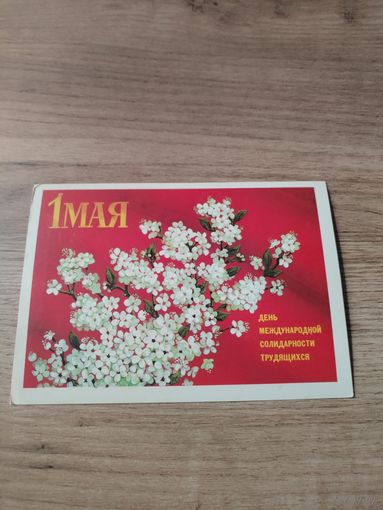 1МАЯ
ДЕНЬ
МЕЖДУНАРОДНОЙ
СОЛИДАРНОСТИ
ТРУДЯЩИХСЯ